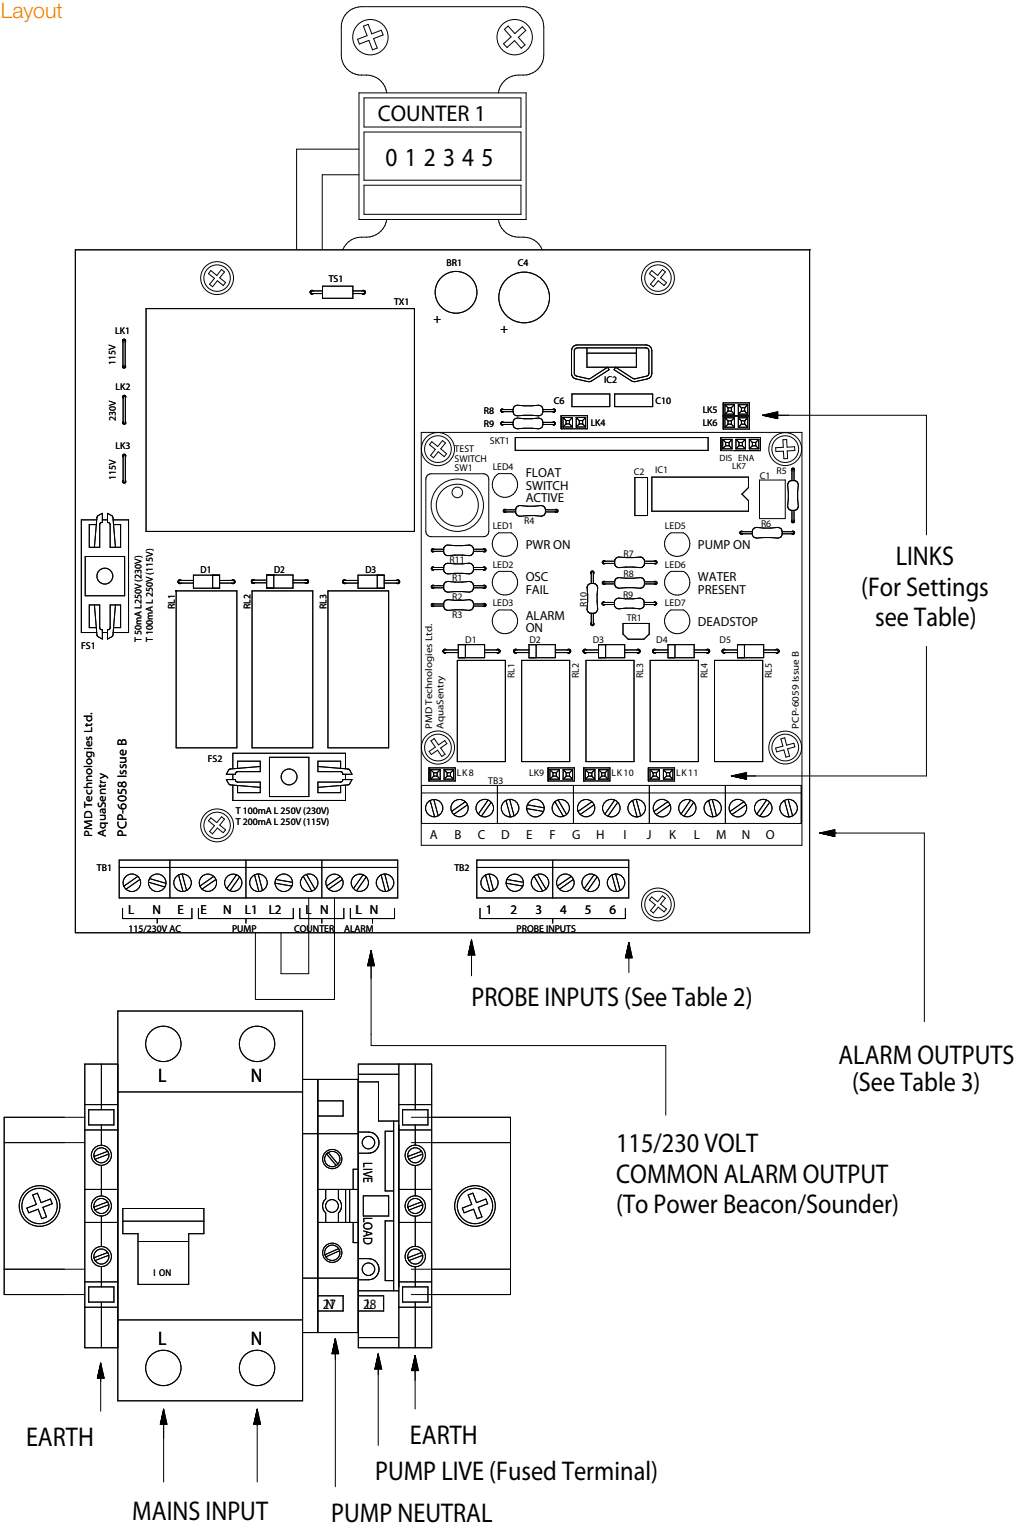 Layout
COUNTER 1
0 1 2 3 4 5
BR1
C4
TS1
TX1
+
+
LK1
115V
LK2
230V
LK3
115V
IC2
C6
C10
R8
R9
LK4
LK5
LK6
SKT1
DIS ENA
LK7
TEST
SWITCH
SW1
LED4
FLOAT
SWITCH
ACTIVE
R4
C2
IC1
C1
R5
R6
LED1
PWR ON
LED5
PUMP ON
R11
R7
LED2
OSC
FAIL
R1
R8
LED6
WATER
PRESENT
R2
R9
R10
LED3
ALARM
ON
R3
TR1
LED7
DEADSTOP
LINKS
(For Settings
see Table)
FS1
T 50mA L250V (230V)
T 100mA L 250V (115V)
D1
D2
D3
RL1
RL2
RL3
D1
D2
D3
D4
D5
RL1
RL2
RL3
RL4
RL5
PMD Technologies Ltd.
AquaSentry
PCP-6059 Issue B
PMD Technologies Ltd.
AquaSentry
PCP-6058 Issue B
FS2
T 100mA L 250V (230V)
T 200mA L 250V (115V)
LK8
TB3
LK9
LK10
LK11
A B C D E F G H I J K L M N O
TB1
L N E E N L1 L2 L N L N
115/230V AC PUMP COUNTER ALARM
TB2
1 2 3 4 5 6
PROBE INPUTS
PROBE INPUTS (See Table 2)
ALARM OUTPUTS
(See Table 3)
115/230 VOLT
COMMON ALARM OUTPUT
(To Power Beacon/Sounder)
L N
LIVE
LOAD
I ON
L N
EARTH
EARTH
PUMP LIVE (Fused Terminal)
MAINS INPUT
PUMP NEUTRAL